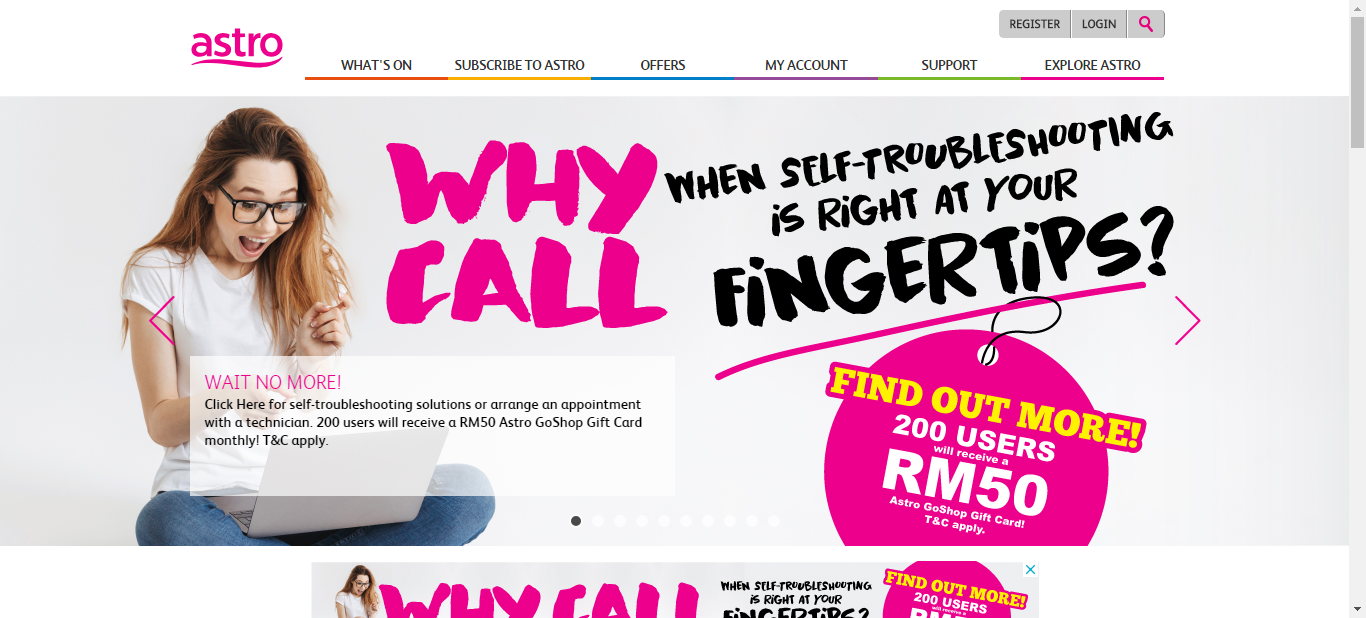 REGISTER LOGIN
astro
WHAT'S ON SUBSCRIBE TO ASTRO OFFERS MY ACCOUNT SUPPORT EXPLORE ASTRO
WHY
CALL
WHEN SELF-TROUBLESHOOTING
iS RiGHT AT YOUR
FiNGERTiPS?
WAIT NO MORE!
Click Here for self-troubleshooting solutions or arrange an appointment
with a technician. 200 users will receive a RM50 Astro GoShop Gift Card
monthly! T&C apply.
FIND OUT MORE!
200 USERS
will receive a
RM50
Astro GoShop Gift Card!
T&C apply.
WHY CALL
WHEN SELF-TROUBLESHOOTING
iS RiGHT AT YOUR
FiNGERTiPS?
FIND OUT MORE!
200 USERS
will receive a
RM50